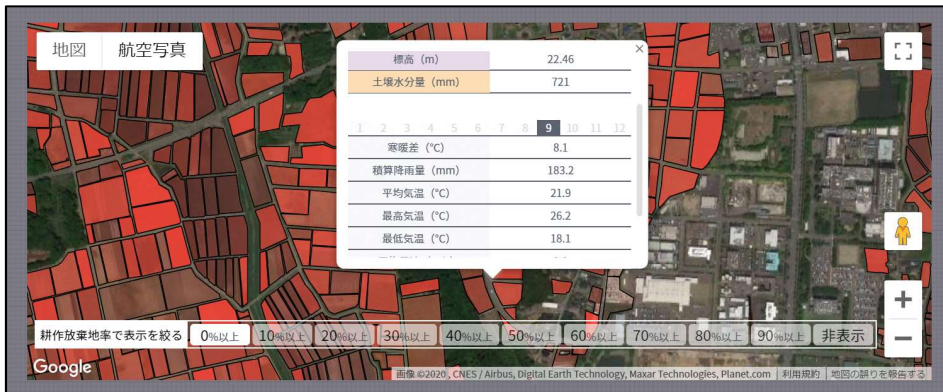 地図 航空写真
×
標高 (m) 22.46
土壌水分量 (mm) 721
1 2 3 4 5 6 7 8 9 10 11 12
寒暖差 (℃) 8.1
積算降雨量 (mm) 183.2
平均気温 (℃) 21.9
最高気温 (℃) 26.2
最低気温 (℃) 18.1
耕作放棄地率で表示を絞る 0%以上 10%以上 20%以上 30%以上 40%以上 50%以上 60%以上 70%以上 80%以上 90%以上 非表示
Google
画像 ©2020 , CNES / Airbus, Digital Earth Technology, Maxar Technologies, Planet.com 利用規約 地図の誤りを報告する